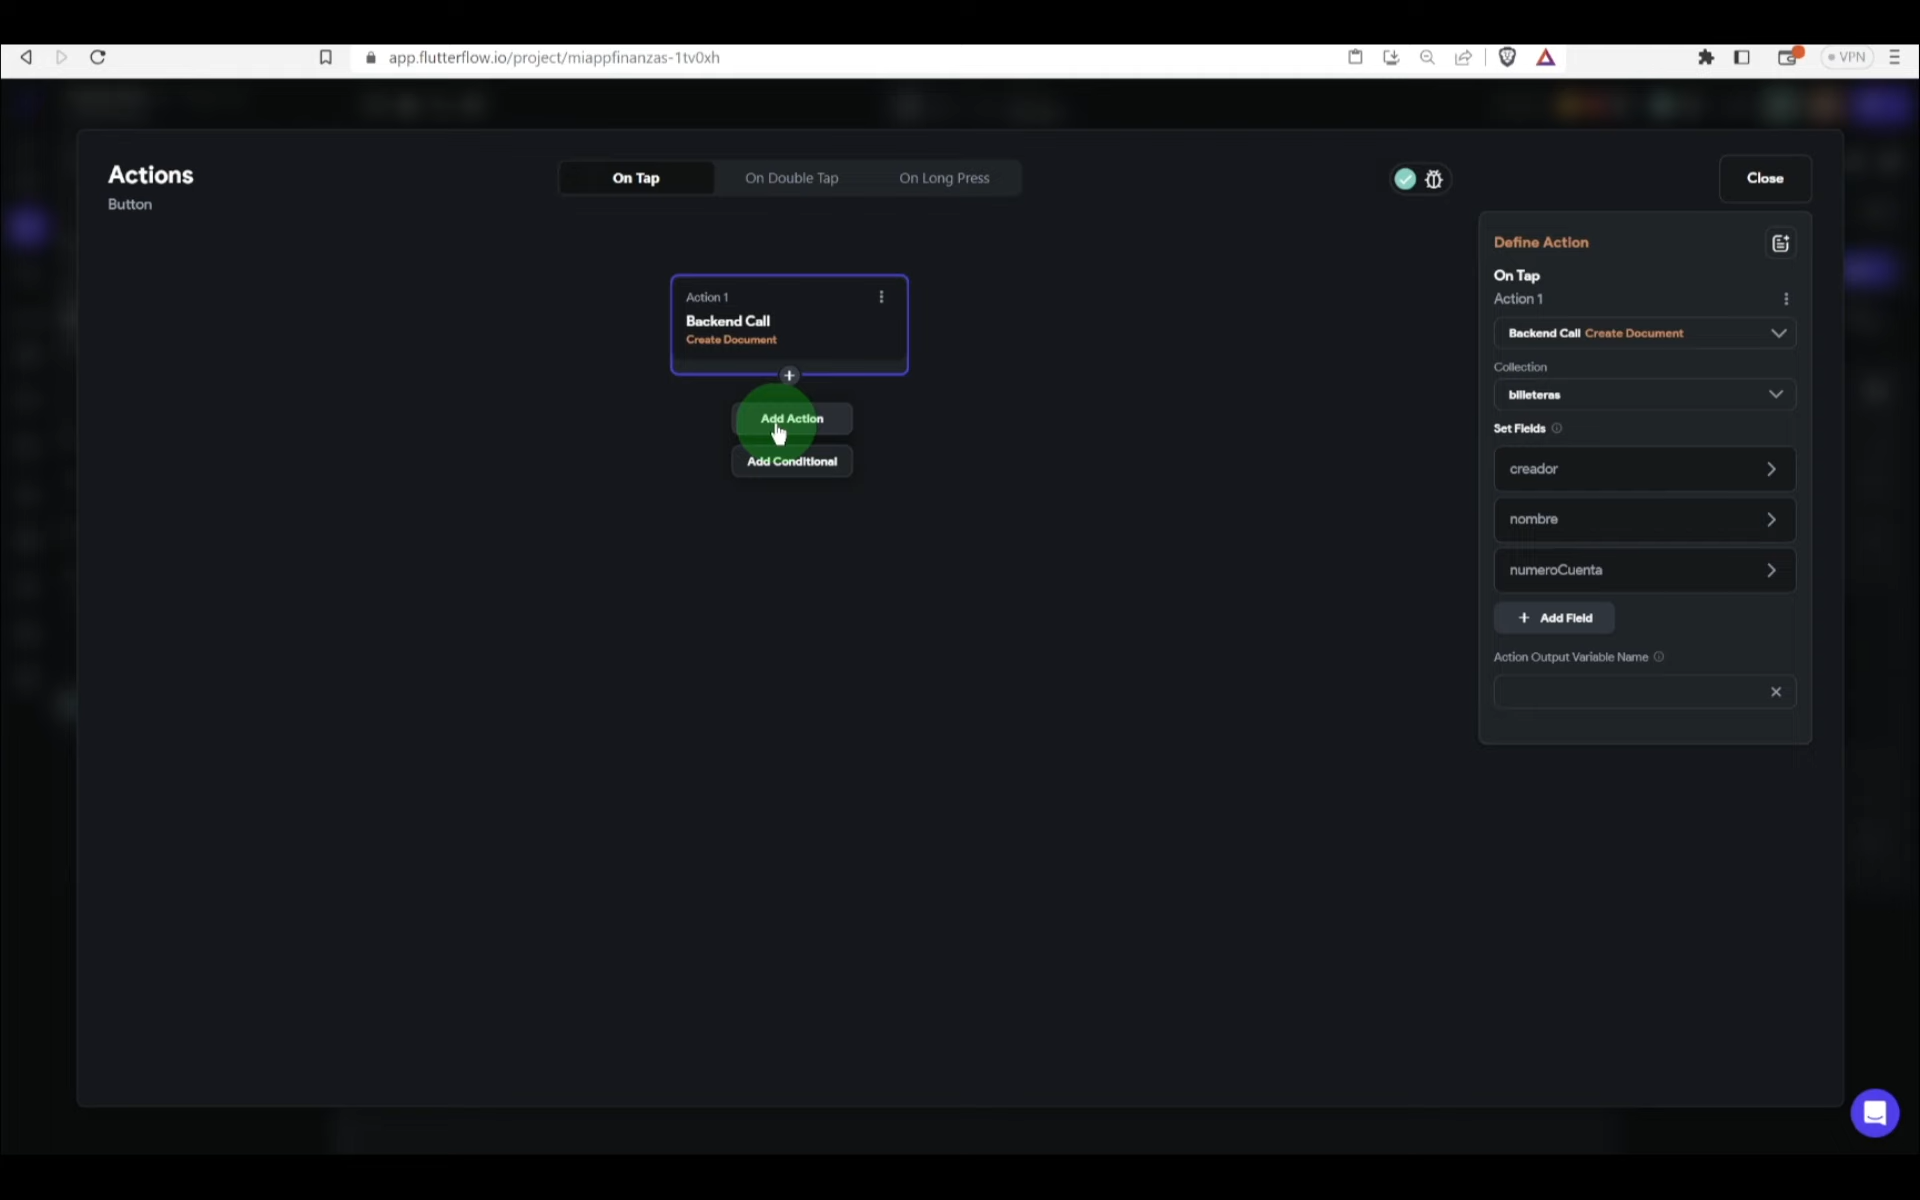 app.flutterflow.io/project/miappfinanzas-1tv0xh
VPN
Actions
Button
On Tap
On Double Tap
On Long Press
Close
Action 1
Backend Call
Create Document
Add Action
Add Conditional
Define Action
On Tap
Action 1
Backend Call Create Document
Collection
billeteras
Set Fields
creador
nombre
numeroCuenta
Add Field
Action Output Variable Name